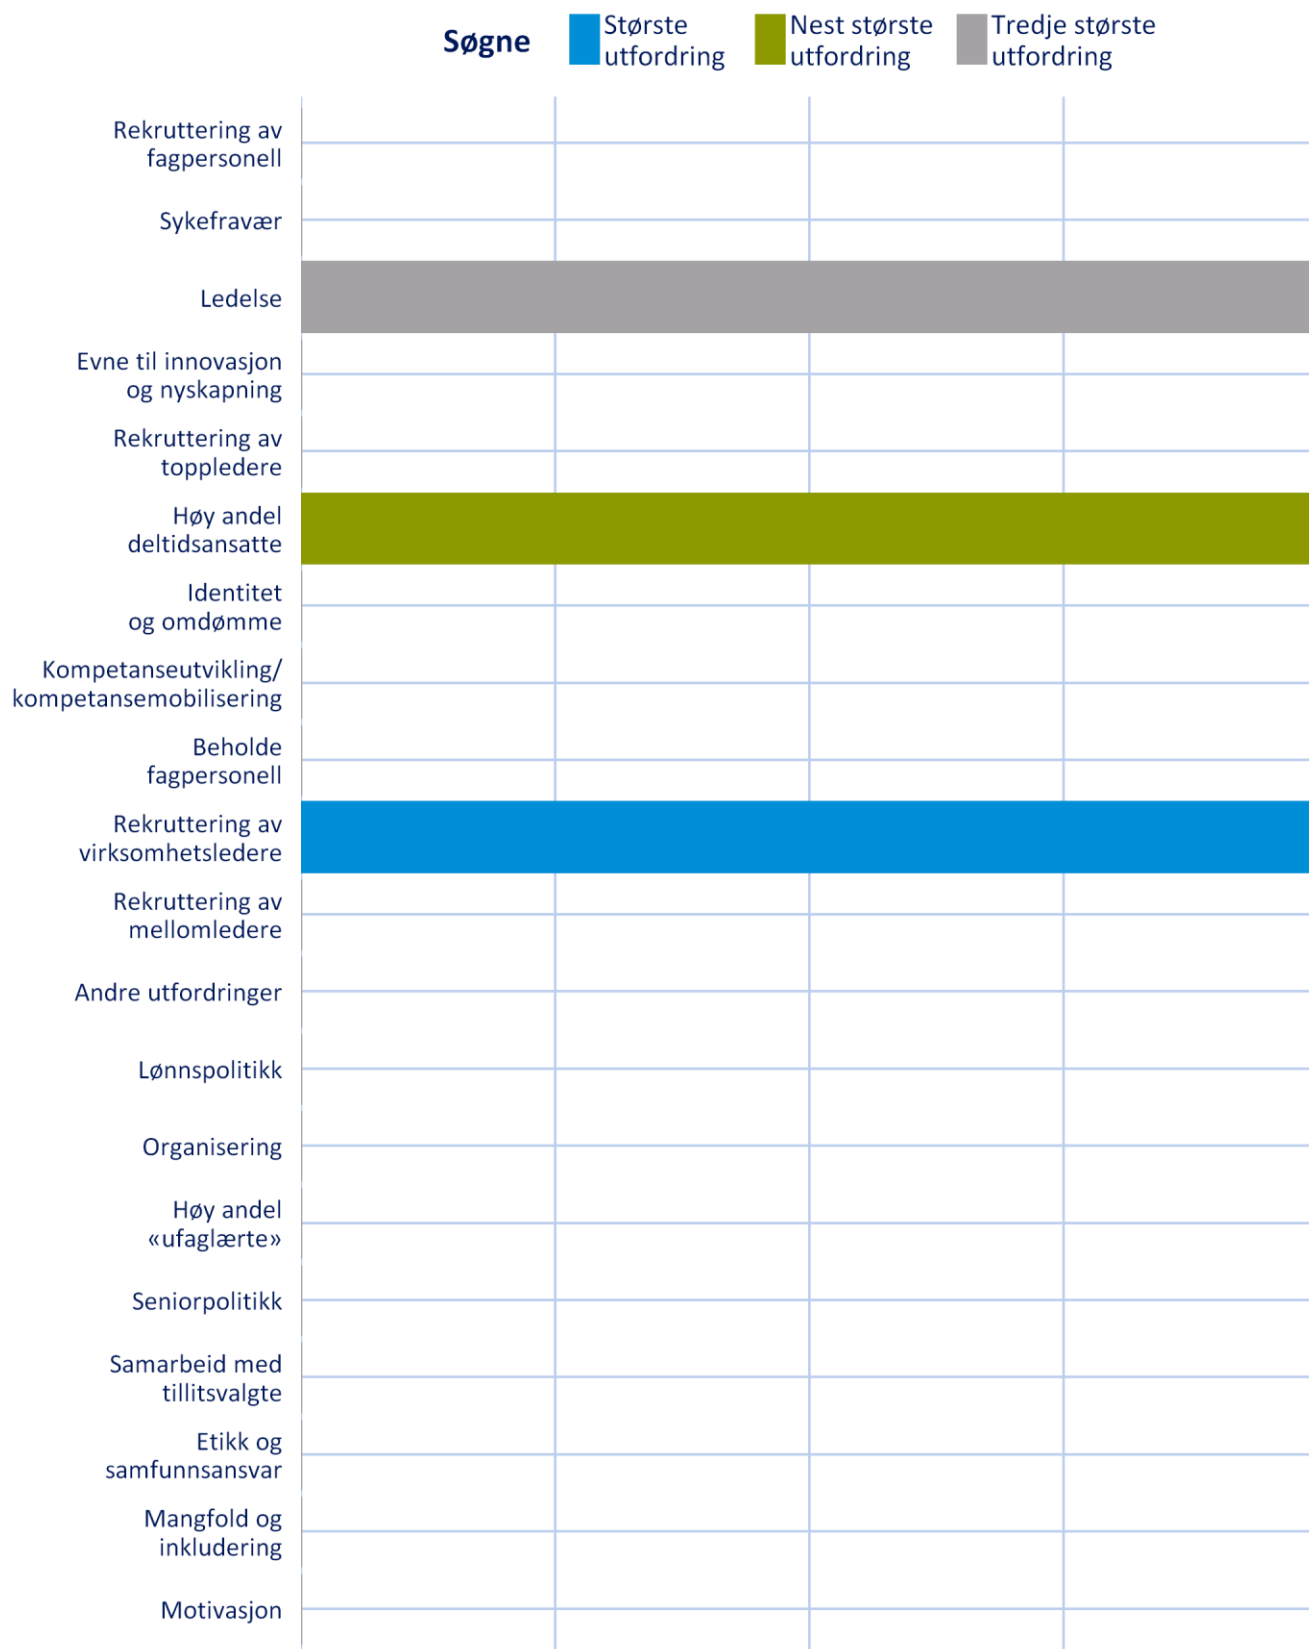 Søgne
Største
utfordring
Nest største
utfordring
Tredje største
utfordring
Rekruttering av
fagpersonell
Sykefravær
Ledelse
Evne til innovasjon
og nyskapning
Rekruttering av
toppledere
Høy andel
deltidsansatte
Identitet
og omdømme
Kompetanseutvikling/
kompetansemobilisering
Beholde
fagpersonell
Rekruttering av
virksomhetsledere
Rekruttering av
mellomledere
Andre utfordringer
Lønnspolitikk
Organisering
Høy andel
«ufaglærte»
Seniorpolitikk
Samarbeid med
tillitsvalgte
Etikk og
samfunnsansvar
Mangfold og
inkludering
Motivasjon